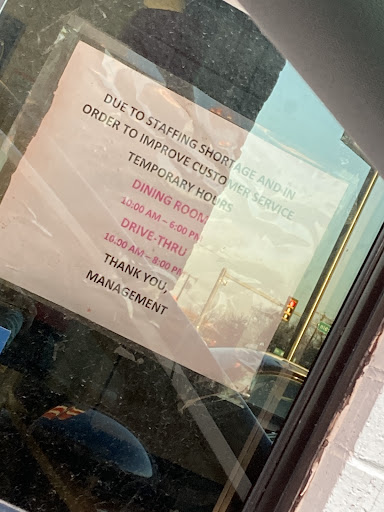 DUE TO STAFFING SHORTAGE AND IN
ORDER TO IMPROVE CUSTOMER SERVICE
TEMPORARY HOURS
DINING ROOM
10:00 AM – 6:00 PM
DRIVE-THRU
10:00 AM – 8:00 PM
THANK YOU,
MANAGEMENT